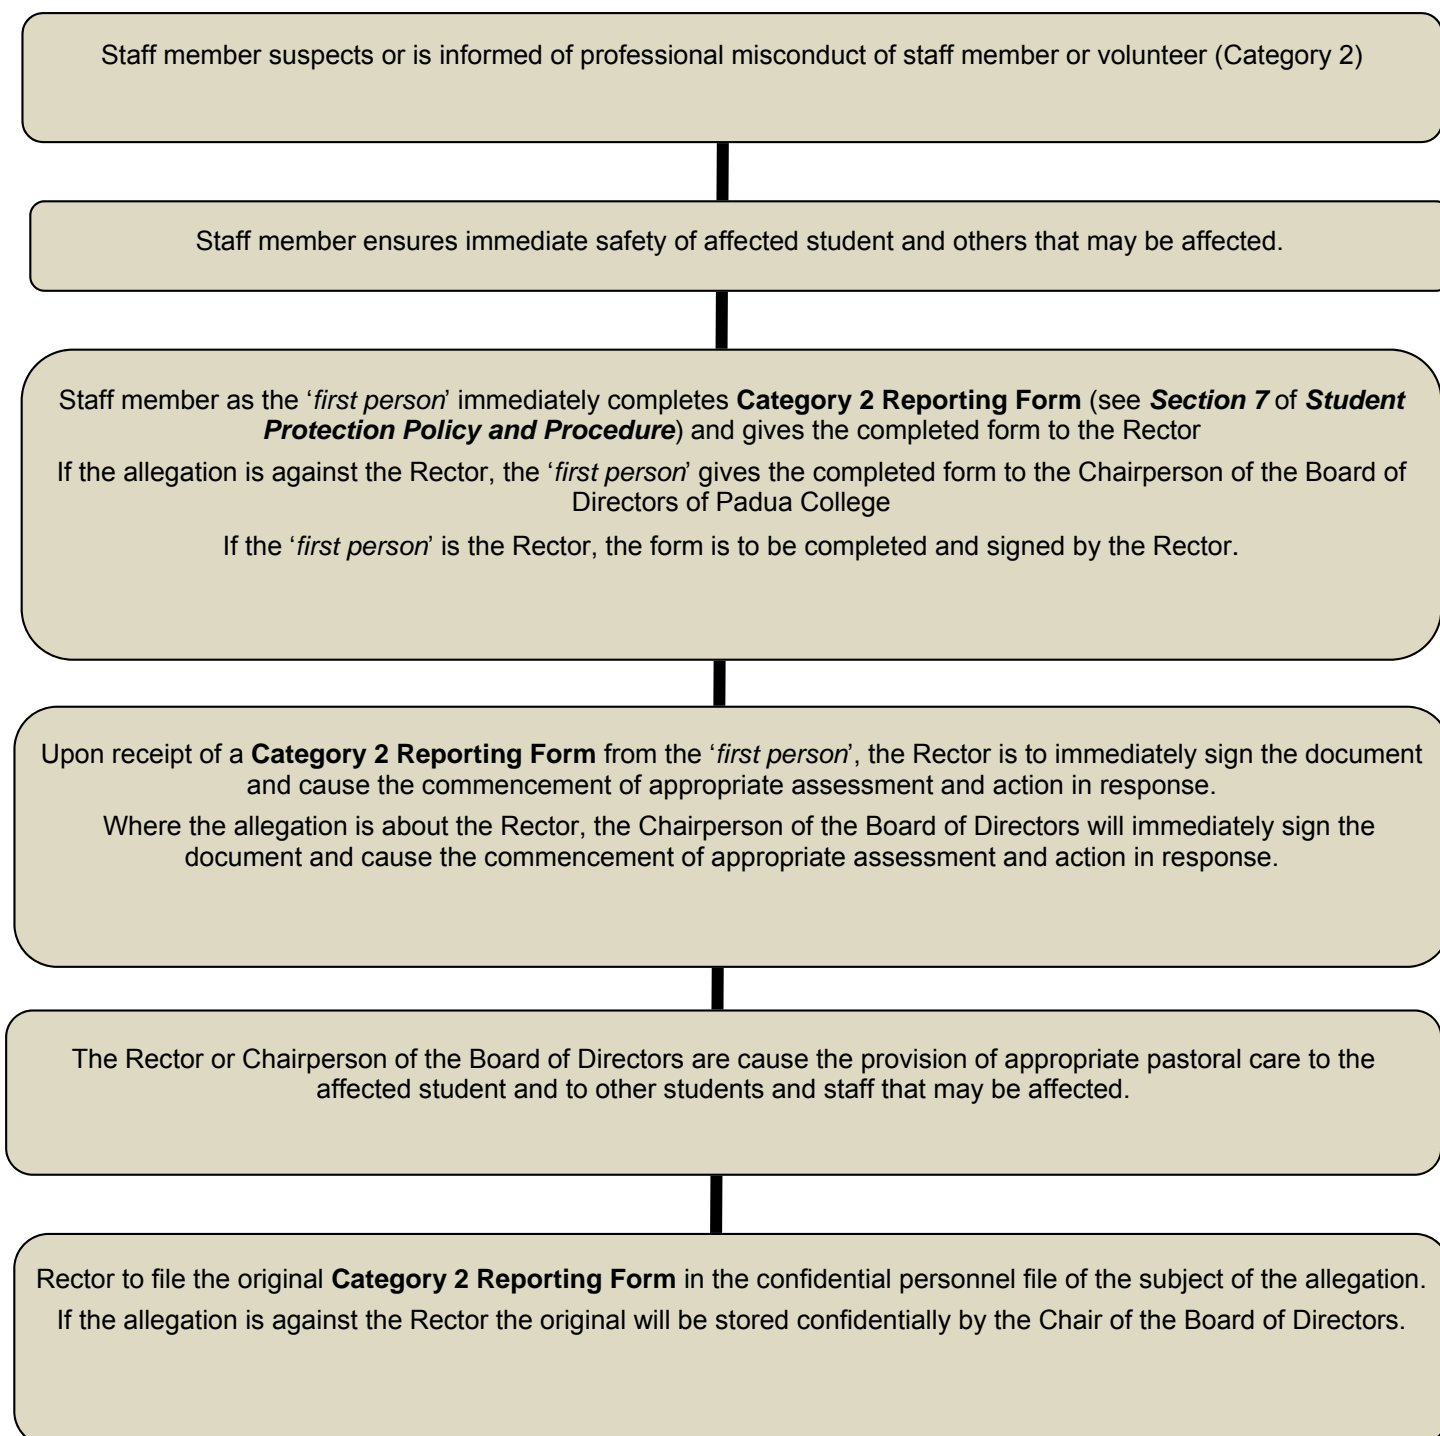 Staff member suspects or is informed of professional misconduct of staff member or volunteer (Category 2)
Staff member ensures immediate safety of affected student and others that may be affected.
Staff member as the ‘first person’ immediately completes Category 2 Reporting Form (see Section 7 of Student
Protection Policy and Procedure) and gives the completed form to the Rector
If the allegation is against the Rector, the ‘first person’ gives the completed form to the Chairperson of the Board of
Directors of Padua College
If the ‘first person’ is the Rector, the form is to be completed and signed by the Rector.
Upon receipt of a Category 2 Reporting Form from the ‘first person’, the Rector is to immediately sign the document
and cause the commencement of appropriate assessment and action in response.
Where the allegation is about the Rector, the Chairperson of the Board of Directors will immediately sign the
document and cause the commencement of appropriate assessment and action in response.
The Rector or Chairperson of the Board of Directors are cause the provision of appropriate pastoral care to the
affected student and to other students and staff that may be affected.
Rector to file the original Category 2 Reporting Form in the confidential personnel file of the subject of the allegation.
If the allegation is against the Rector the original will be stored confidentially by the Chair of the Board of Directors.